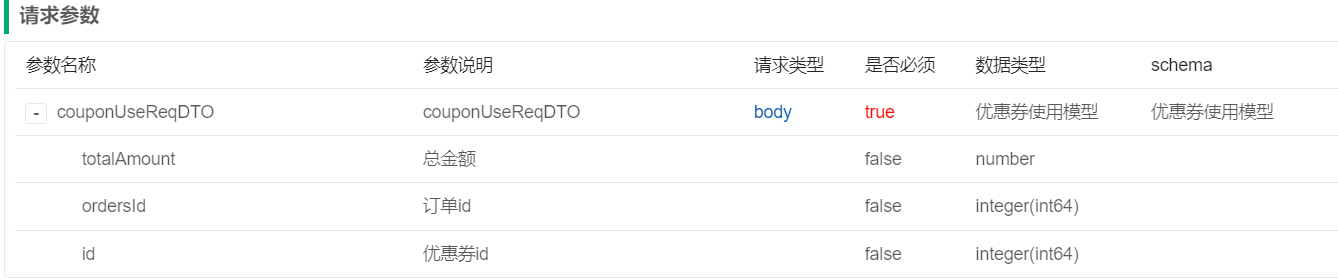 请求参数
参数名称 参数说明 请求类型 是否必须 数据类型 schema
- couponUseReqDTO couponUseReqDTO body true 优惠券使用模型 优惠券使用模型
totalAmount 总金额 false number
ordersId 订单id false integer(int64)
id 优惠券id false integer(int64)